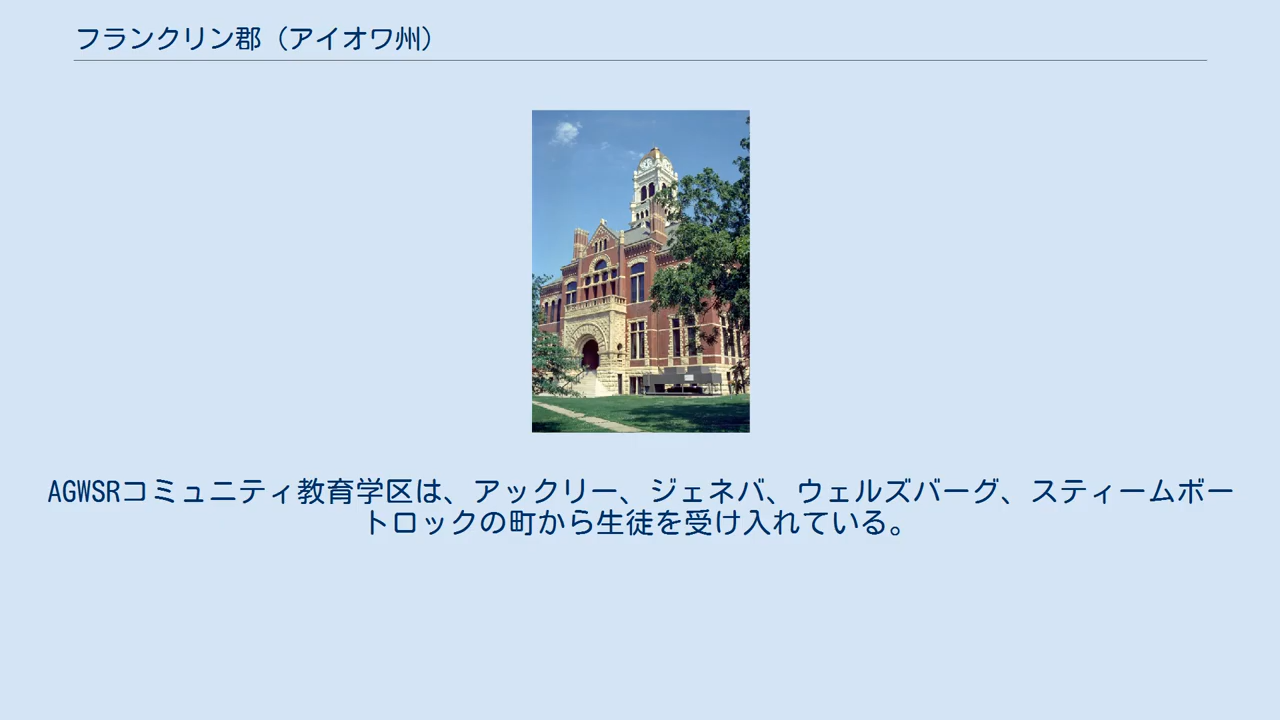 フランクリン郡（アイオワ州）
AGWSRコミュニティ教育学区は、アックリー、ジェネバ、ウェルズバーグ、スティームボー
トロックの町から生徒を受け入れている。